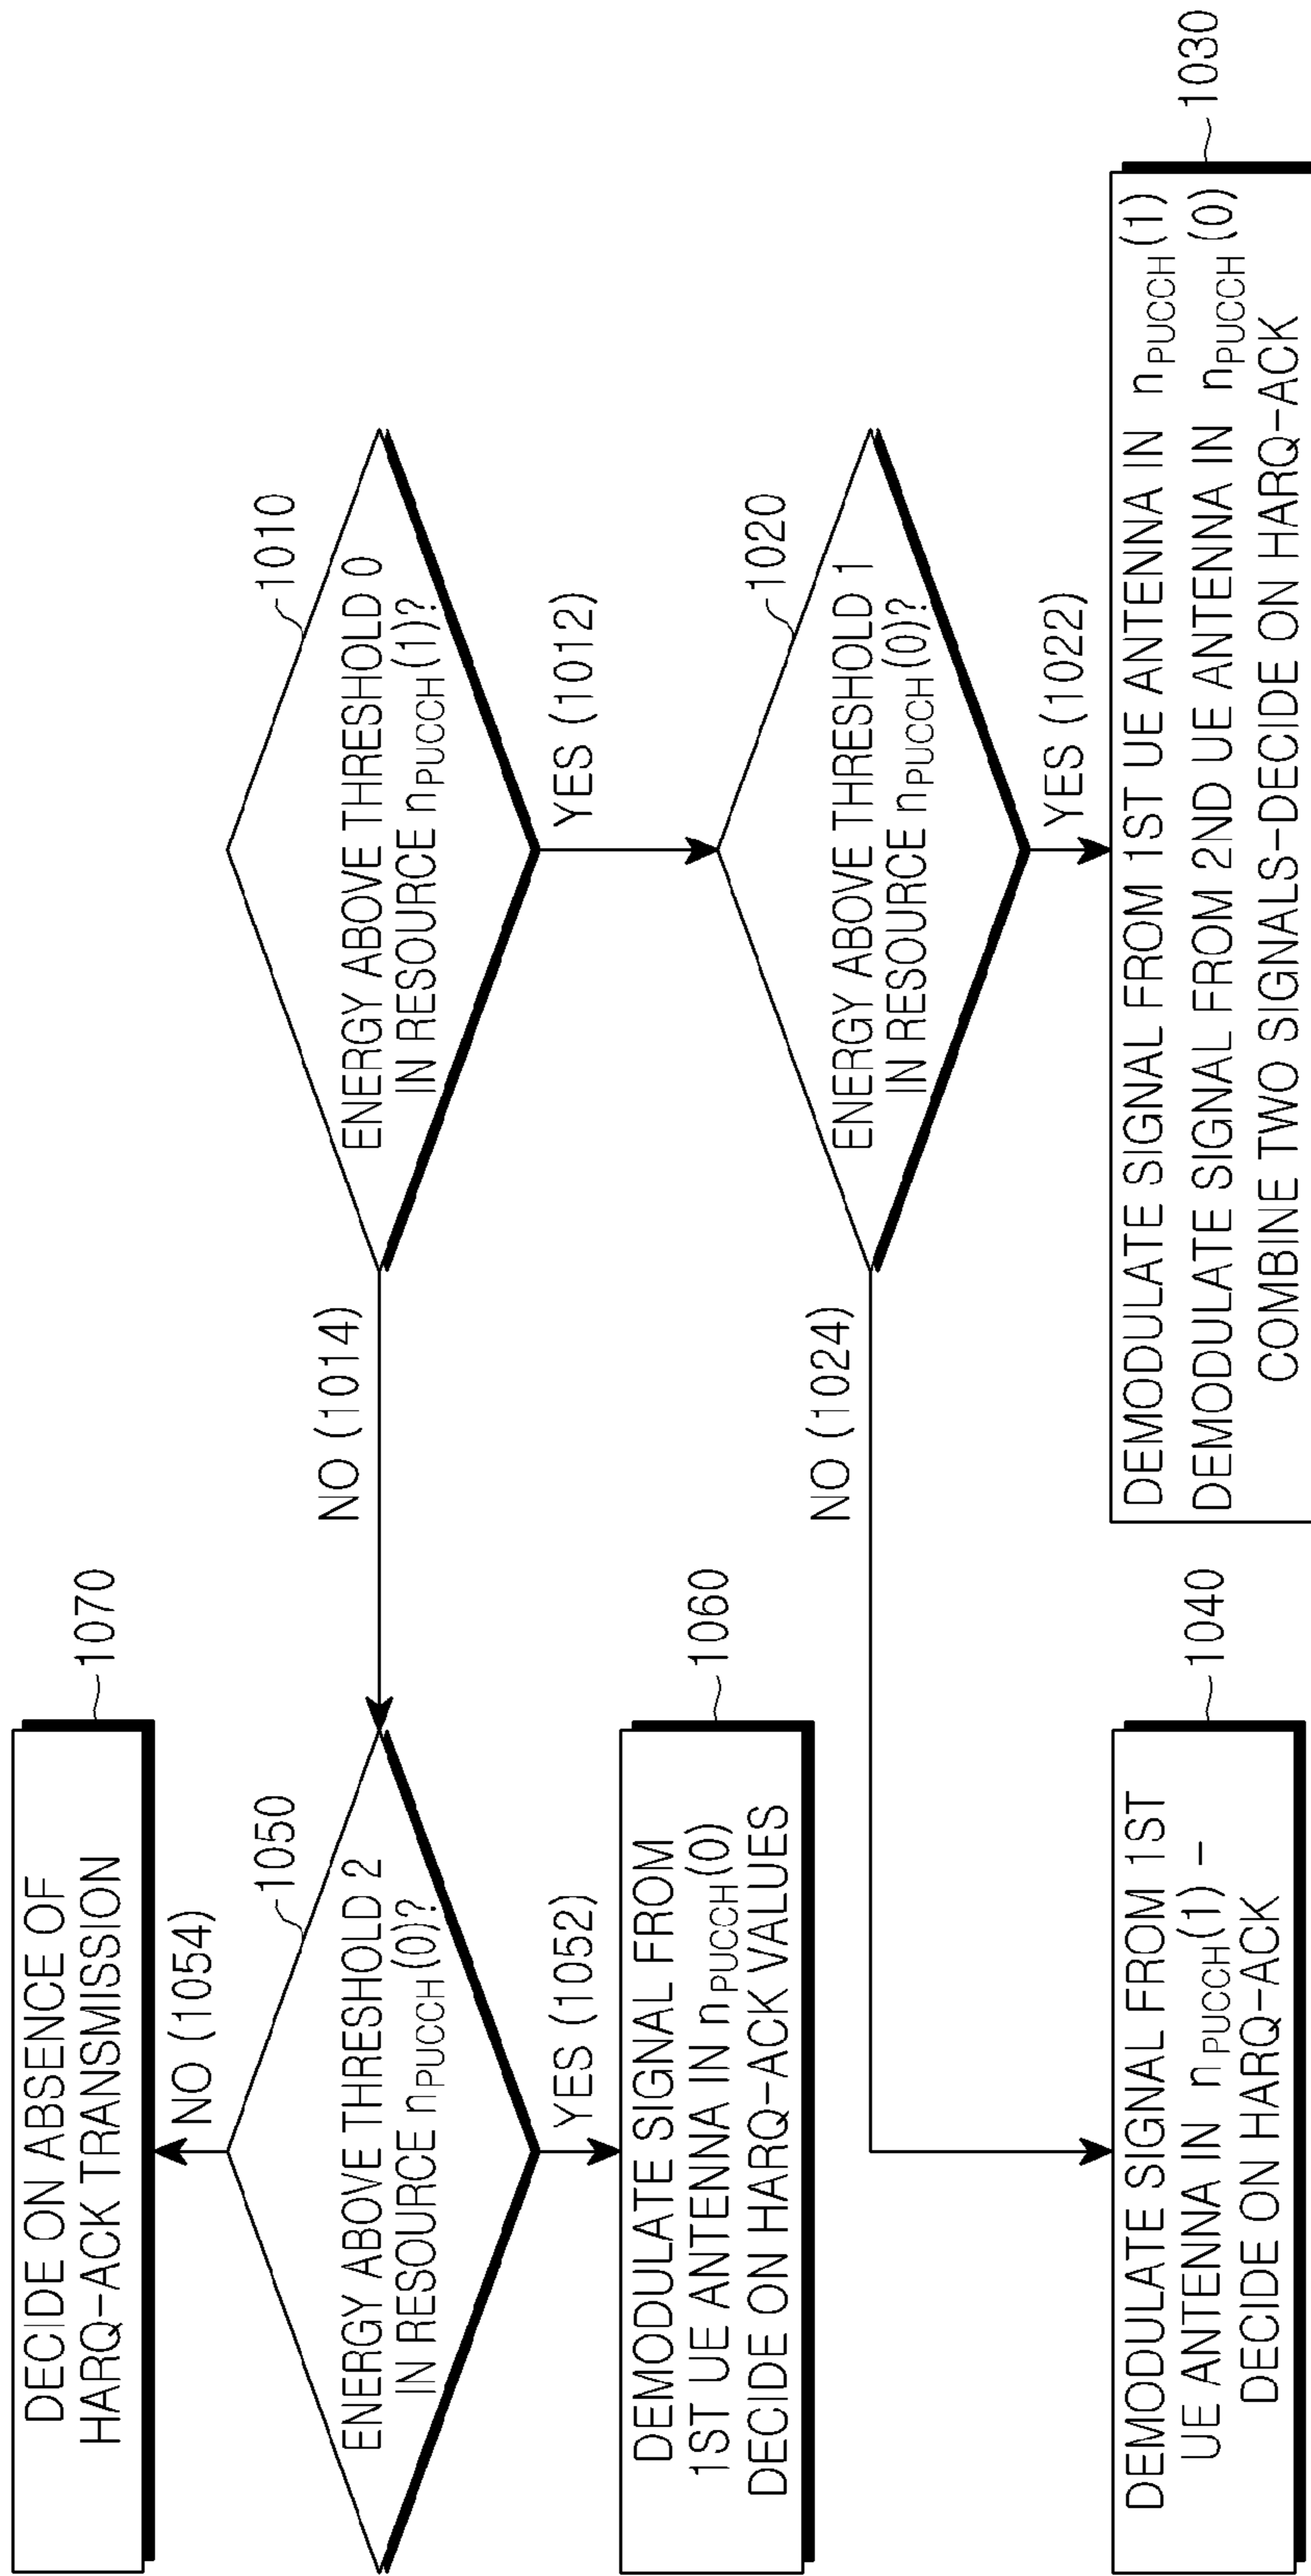 DECIDE ON ABSENCE OF
HARQ-ACK TRANSMISSION
1070
NO (1054)
ENERGY ABOVE THRESHOLD 2
IN RESOURCE nPUCCH(0)?
1050
NO (1014)
ENERGY ABOVE THRESHOLD 0
IN RESOURCE nPUCCH(1)?
1010
YES (1052)
YES (1012)
DEMODULATE SIGNAL FROM
1ST UE ANTENNA IN nPUCCH(0)
DECIDE ON HARQ-ACK VALUES
1060
NO (1024)
ENERGY ABOVE THRESHOLD 1
IN RESOURCE nPUCCH(0)?
1020
YES (1022)
DEMODULATE SIGNAL FROM 1ST
UE ANTENNA IN nPUCCH(1) -
DECIDE ON HARQ-ACK
1040
DEMODULATE SIGNAL FROM 1ST UE ANTENNA IN nPUCCH(1)
DEMODULATE SIGNAL FROM 2ND UE ANTENNA IN nPUCCH(0)
COMBINE TWO SIGNALS-DECIDE ON HARQ-ACK
1030